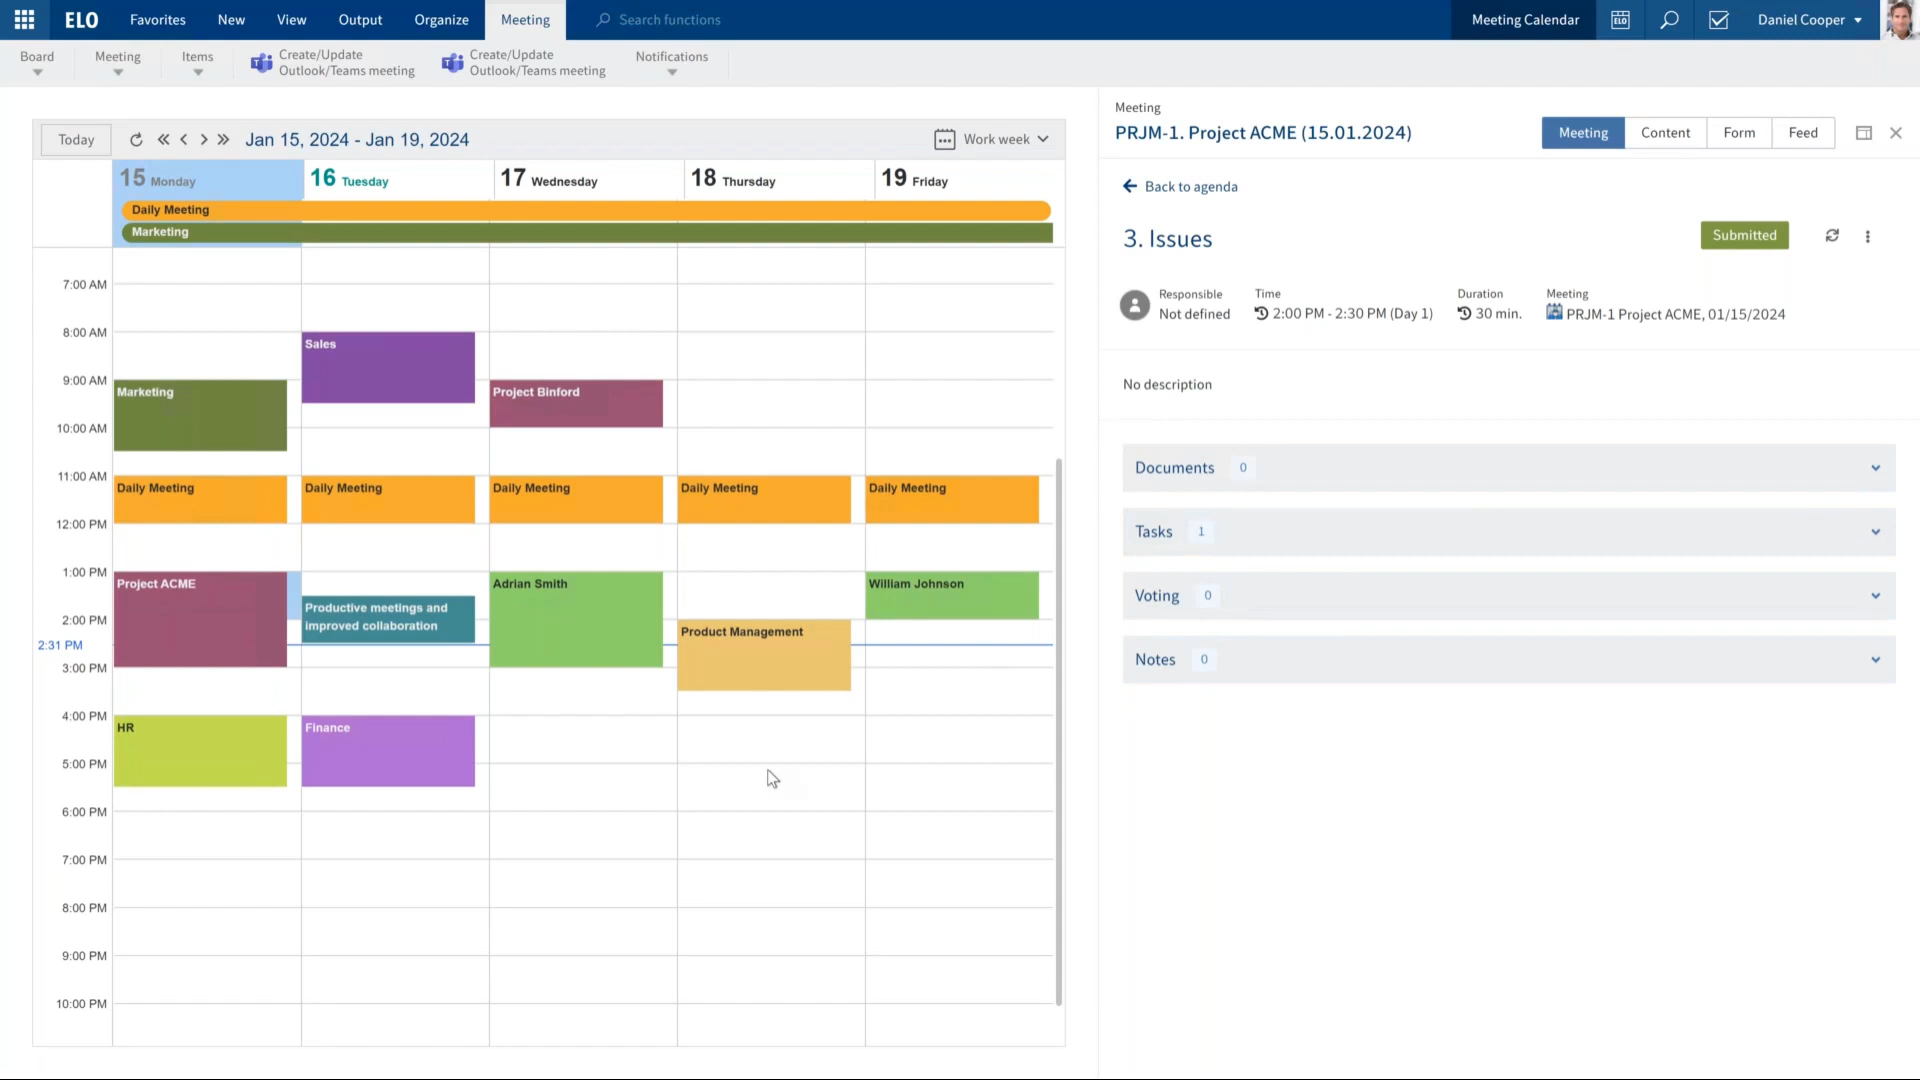 ELO Favorites New View Output Organize Meeting Search functions Meeting Calendar ELO Daniel Cooper
Board Meeting Items Create/Update Outlook/Teams meeting Create/Update Outlook/Teams meeting Notifications
Today Jan 15, 2024 - Jan 19, 2024 Work week
15 Monday 16 Tuesday 17 Wednesday 18 Thursday 19 Friday
Daily Meeting
Marketing
7:00 AM
8:00 AM
Sales
9:00 AM
Marketing Project Binford
10:00 AM
11:00 AM
Daily Meeting Daily Meeting Daily Meeting Daily Meeting Daily Meeting
12:00 PM
1:00 PM
Project ACME Adrian Smith William Johnson
Productive meetings and
improved collaboration
2:00 PM
Product Management
2:31 PM
3:00 PM
4:00 PM
HR Finance
5:00 PM
6:00 PM
7:00 PM
8:00 PM
9:00 PM
10:00 PM
Meeting
PRJM-1. Project ACME (15.01.2024) Meeting Content Form Feed
Back to agenda
3. Issues Submitted
Responsible Time Duration Meeting
Not defined 2:00 PM - 2:30 PM (Day 1) 30 min. PRJM-1 Project ACME, 01/15/2024
No description
Documents 0
Tasks 1
Voting 0
Notes 0